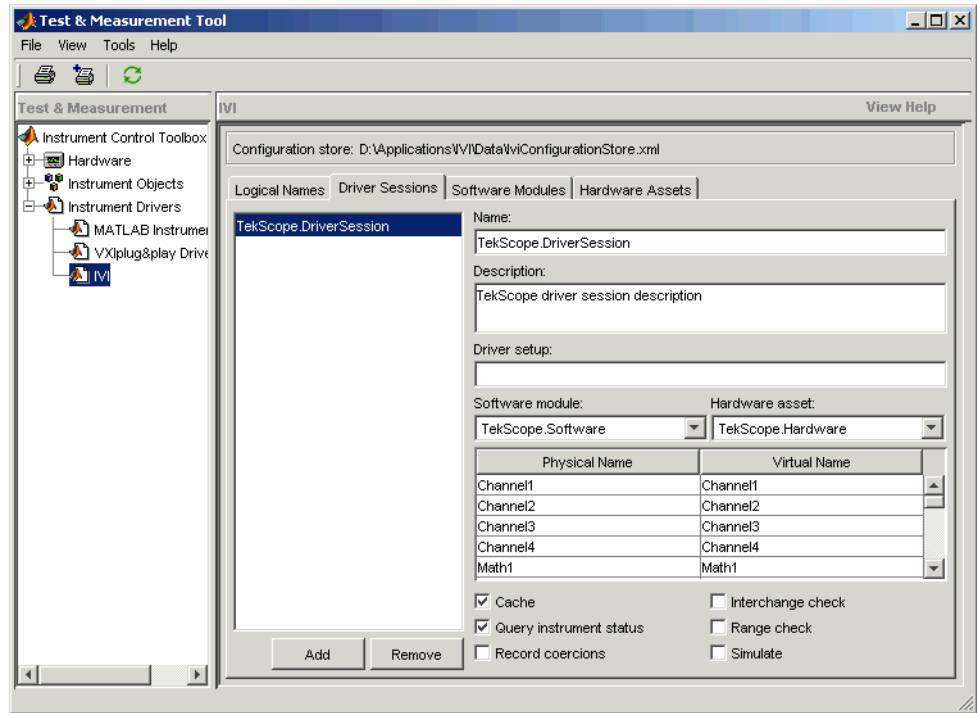 Test & Measurement Tool
File View Tools Help
Test & Measurement
IVI
View Help
Instrument Control Toolbox
Hardware
Instrument Objects
Instrument Drivers
MATLAB Instrumen
VXIplug&play Drive
IVI
Configuration store: D:\Applications\IVI\Data\IviConfigurationStore.xml
Logical Names
Driver Sessions
Software Modules
Hardware Assets
TekScope.DriverSession
Name:
TekScope.DriverSession
Description:
TekScope driver session description
Driver setup:
Software module:
Hardware asset:
TekScope.Software
TekScope.Hardware
Physical Name Virtual Name
Channel1 Channel1
Channel2 Channel2
Channel3 Channel3
Channel4 Channel4
Math1 Math1
Cache
Interchange check
Query instrument status
Range check
Record coercions
Simulate
Add
Remove